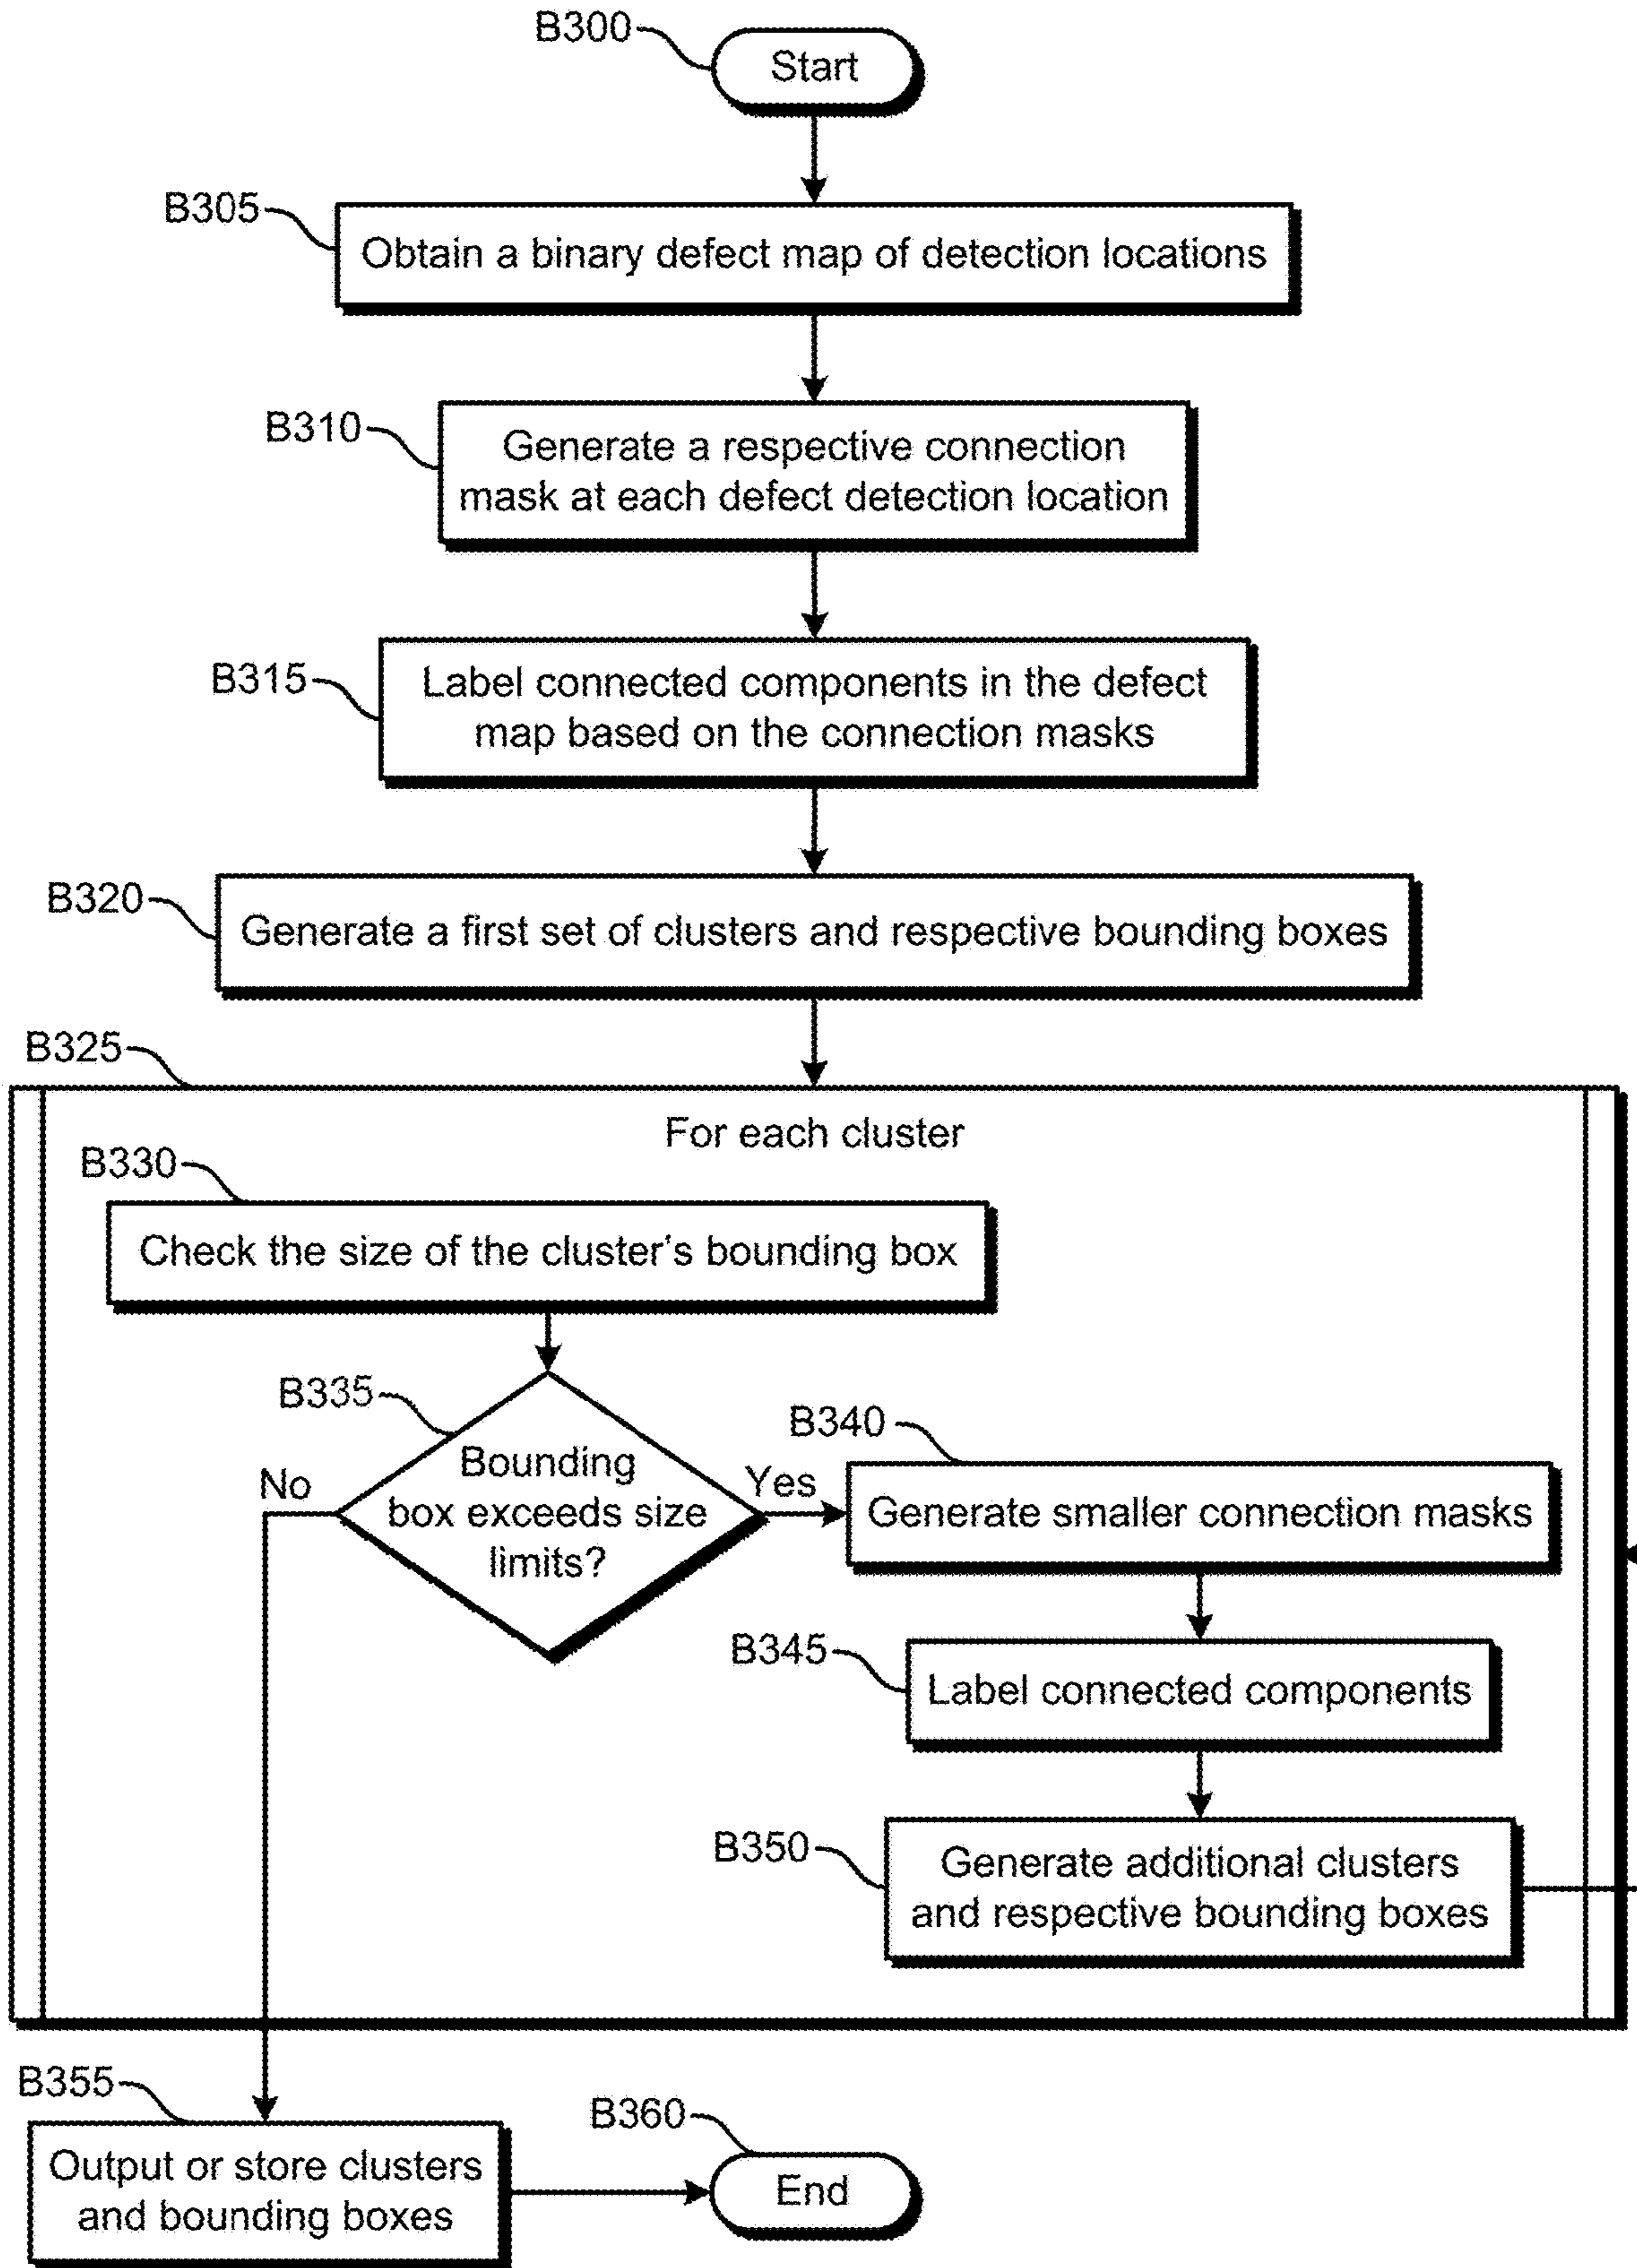 B300
Start
B305
Obtain a binary defect map of detection locations
B310
Generate a respective connection
mask at each defect detection location
B315
Label connected components in the defect
map based on the connection masks
B320
Generate a first set of clusters and respective bounding boxes
B325
For each cluster
B330
Check the size of the cluster's bounding box
B335
Bounding
box exceeds size
limits?
No
Yes
B340
Generate smaller connection masks
B345
Label connected components
B350
Generate additional clusters
and respective bounding boxes
B355
Output or store clusters
and bounding boxes
B360
End